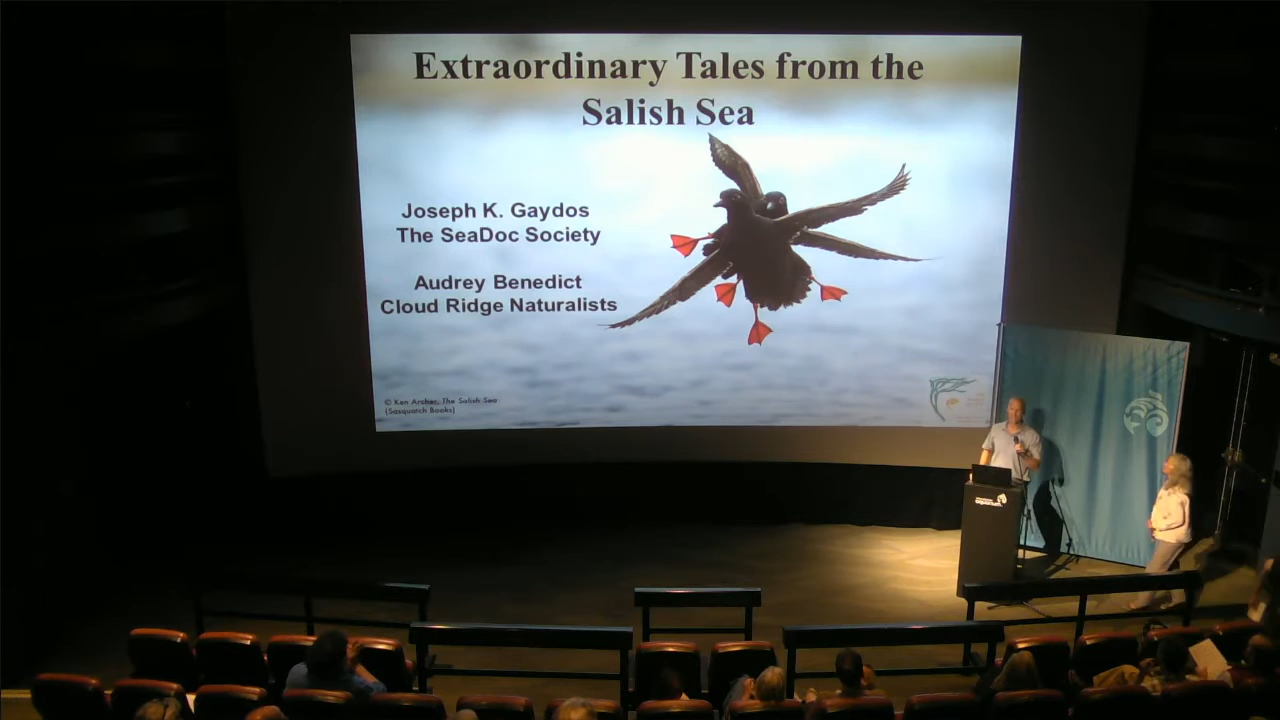 Extraordinary Tales from the
Salish Sea
Joseph K. Gaydos
The SeaDoc Society
Audrey Benedict
Cloud Ridge Naturalists
© Ken Archer, The Salish Sea
(Sasquatch Books)